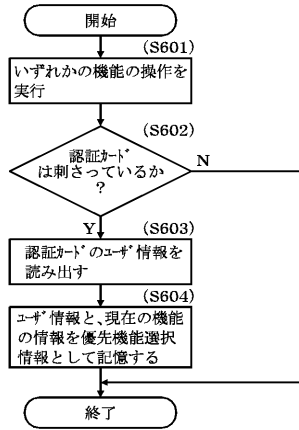 開始
(S601)
いずれかの機能の操作を
実行
(S602)
認証ｶｰﾄﾞ
は刺さっているか
?
N
Y
(S603)
認証ｶｰﾄﾞのﾕｰｻﾞ情報を
読み出す
(S604)
ﾕｰｻﾞ情報と、現在の機能
の情報を優先機能選択
情報として記憶する
終了